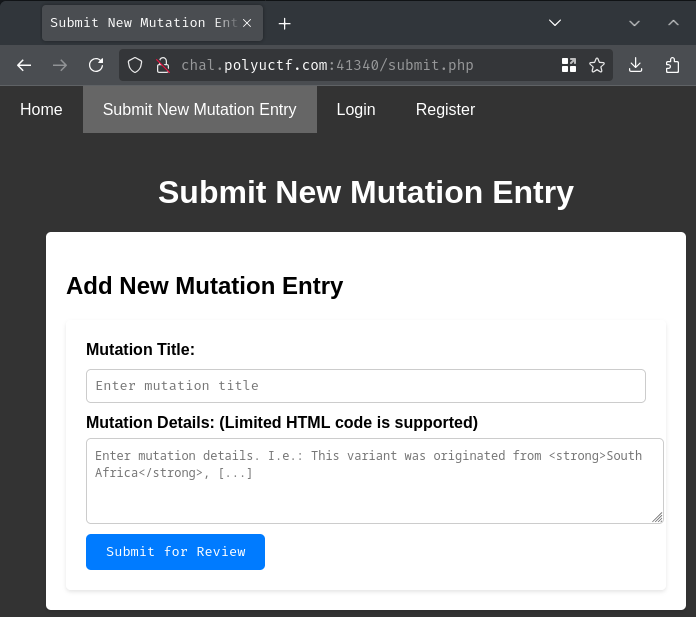 Submit New Mutation Ent
chal.polyuctf.com:41340/submit.php
Home Submit New Mutation Entry Login Register
Submit New Mutation Entry
Add New Mutation Entry
Mutation Title:
Enter mutation title
Mutation Details: (Limited HTML code is supported)
Enter mutation details. I.e.: This variant was originated from <strong>South
Africa</strong>, [...]
Submit for Review